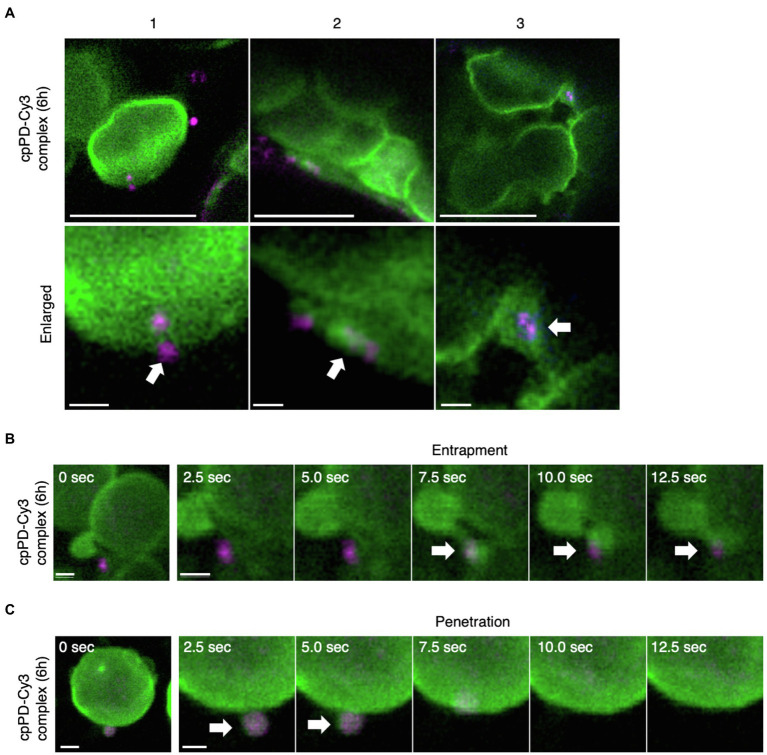 A
1 2 3
cpPD-Cy3
complex (6h)
Enlarged
B
Entrapment
cpPD-Cy3
complex (6h)
0 sec 2.5 sec 5.0 sec 7.5 sec 10.0 sec 12.5 sec
C
Penetration
cpPD-Cy3
complex (6h)
0 sec 2.5 sec 5.0 sec 7.5 sec 10.0 sec 12.5 sec